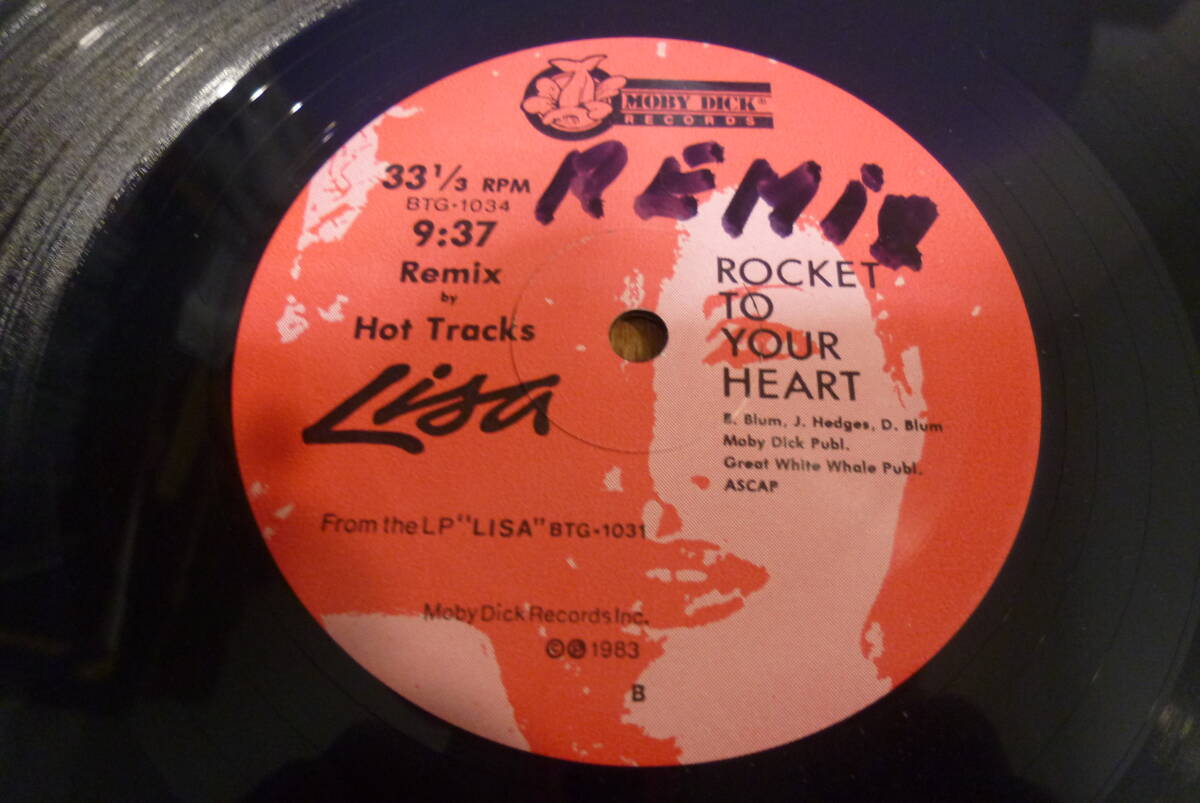 MOBY DICK®
RECORDS
REMIX
33 1/3 RPM
BTG-1034
9:37
Remix
by
Hot Tracks
Lisa
ROCKET
TO
YOUR
HEART
B. Blum, J. Hedges, D. Blum
Moby Dick Publ.
Great White Whale Publ.
ASCAP
From the LP "LISA" BTG-1031
Moby Dick Records Inc.
©℗ 1983
B